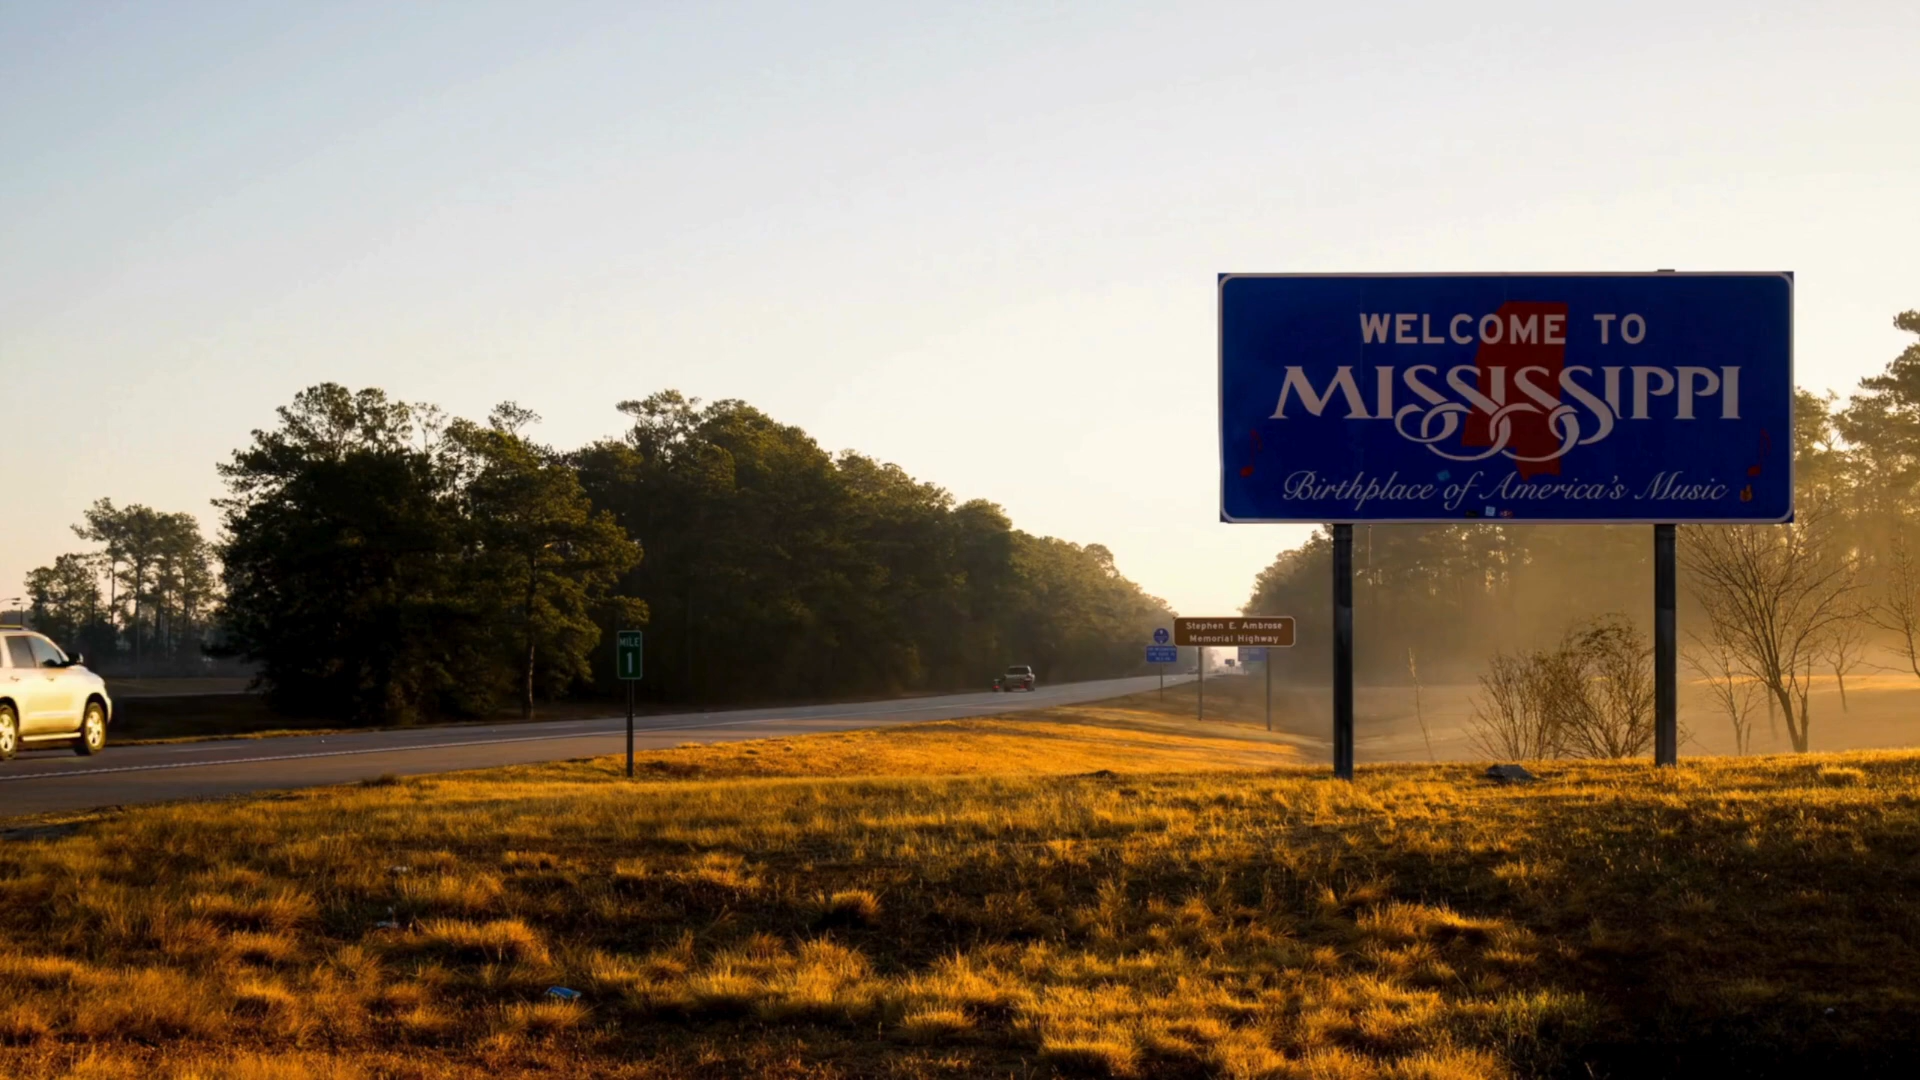 WELCOME TO
MISSISSIPPI
Birthplace of America's Music
Stephen E. Ambrose
Memorial Highway
MILE
1